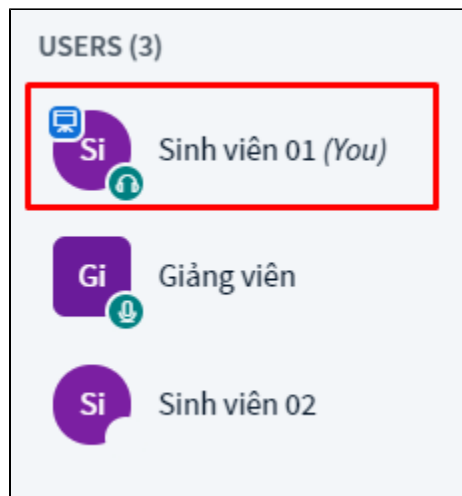 USERS (3)
Si Sinh viên 01 (You)
Gi Giảng viên
Si Sinh viên 02